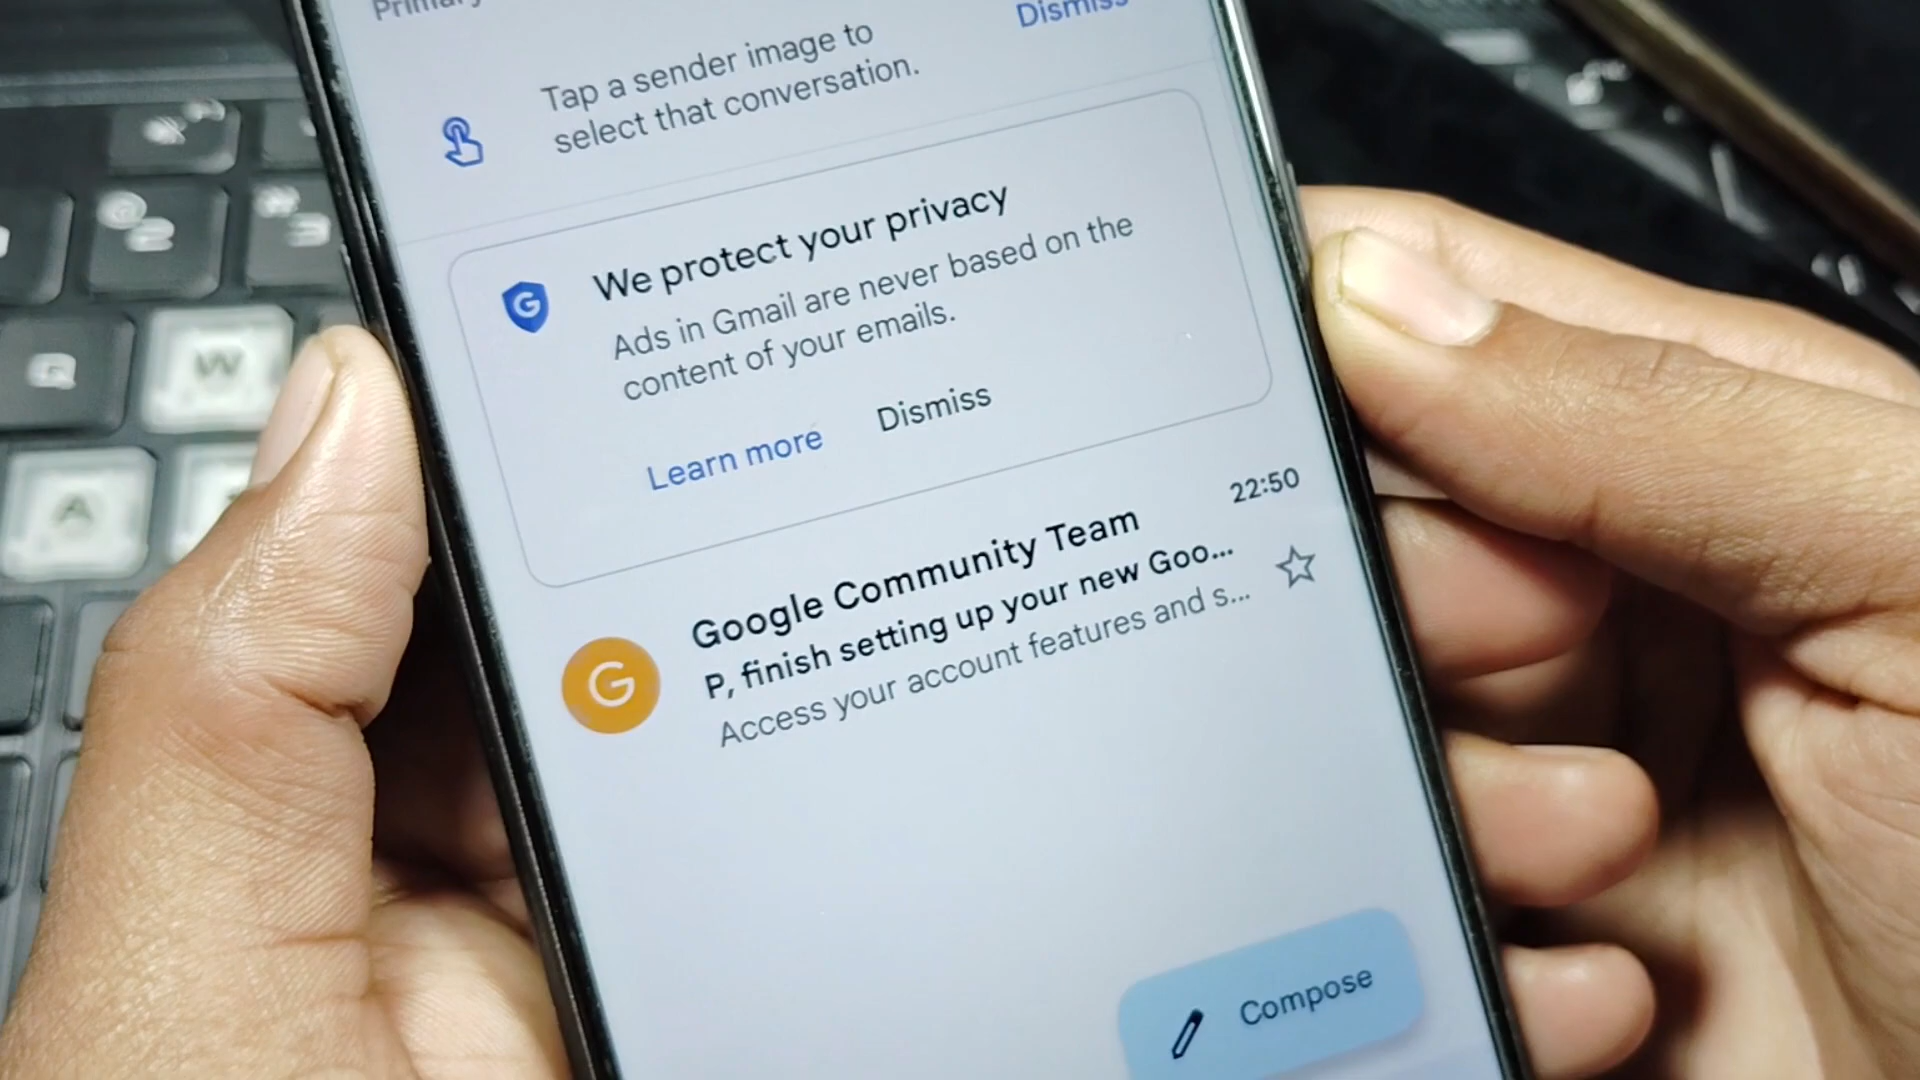 Primary
Dismiss
Tap a sender image to
select that conversation.
We protect your privacy
Ads in Gmail are never based on the
content of your emails.
Learn more
Dismiss
Google Community Team
22:50
P, finish setting up your new Goo...
Access your account features and s...
G
Compose
W
A